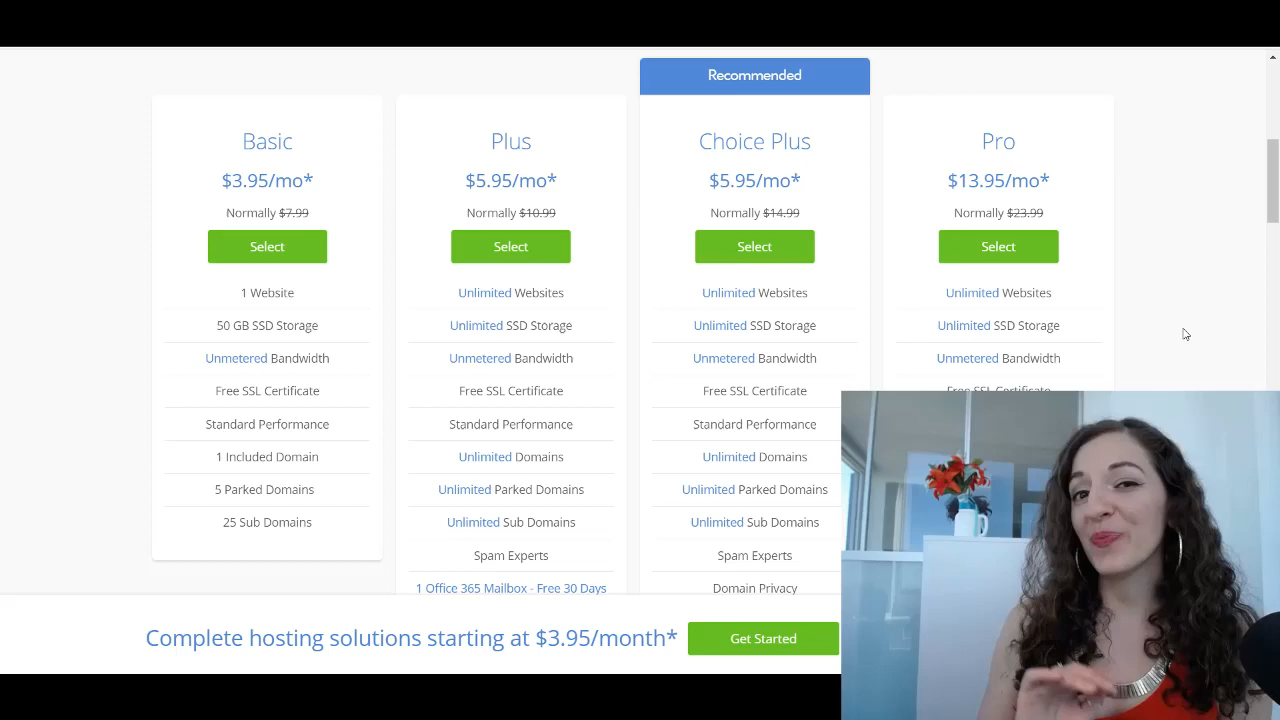 Recommended
Basic
$3.95/mo*
Normally $7.99
Select
1 Website
50 GB SSD Storage
Unmetered Bandwidth
Free SSL Certificate
Standard Performance
1 Included Domain
5 Parked Domains
25 Sub Domains
Plus
$5.95/mo*
Normally $10.99
Select
Unlimited Websites
Unlimited SSD Storage
Unmetered Bandwidth
Free SSL Certificate
Standard Performance
Unlimited Domains
Unlimited Parked Domains
Unlimited Sub Domains
Spam Experts
1 Office 365 Mailbox - Free 30 Days
Choice Plus
$5.95/mo*
Normally $14.99
Select
Unlimited Websites
Unlimited SSD Storage
Unmetered Bandwidth
Free SSL Certificate
Standard Performance
Unlimited Domains
Unlimited Parked Domains
Unlimited Sub Domains
Spam Experts
Domain Privacy
Pro
$13.95/mo*
Normally $23.99
Select
Unlimited Websites
Unlimited SSD Storage
Unmetered Bandwidth
Free SSL Certificate
Complete hosting solutions starting at $3.95/month*
Get Started